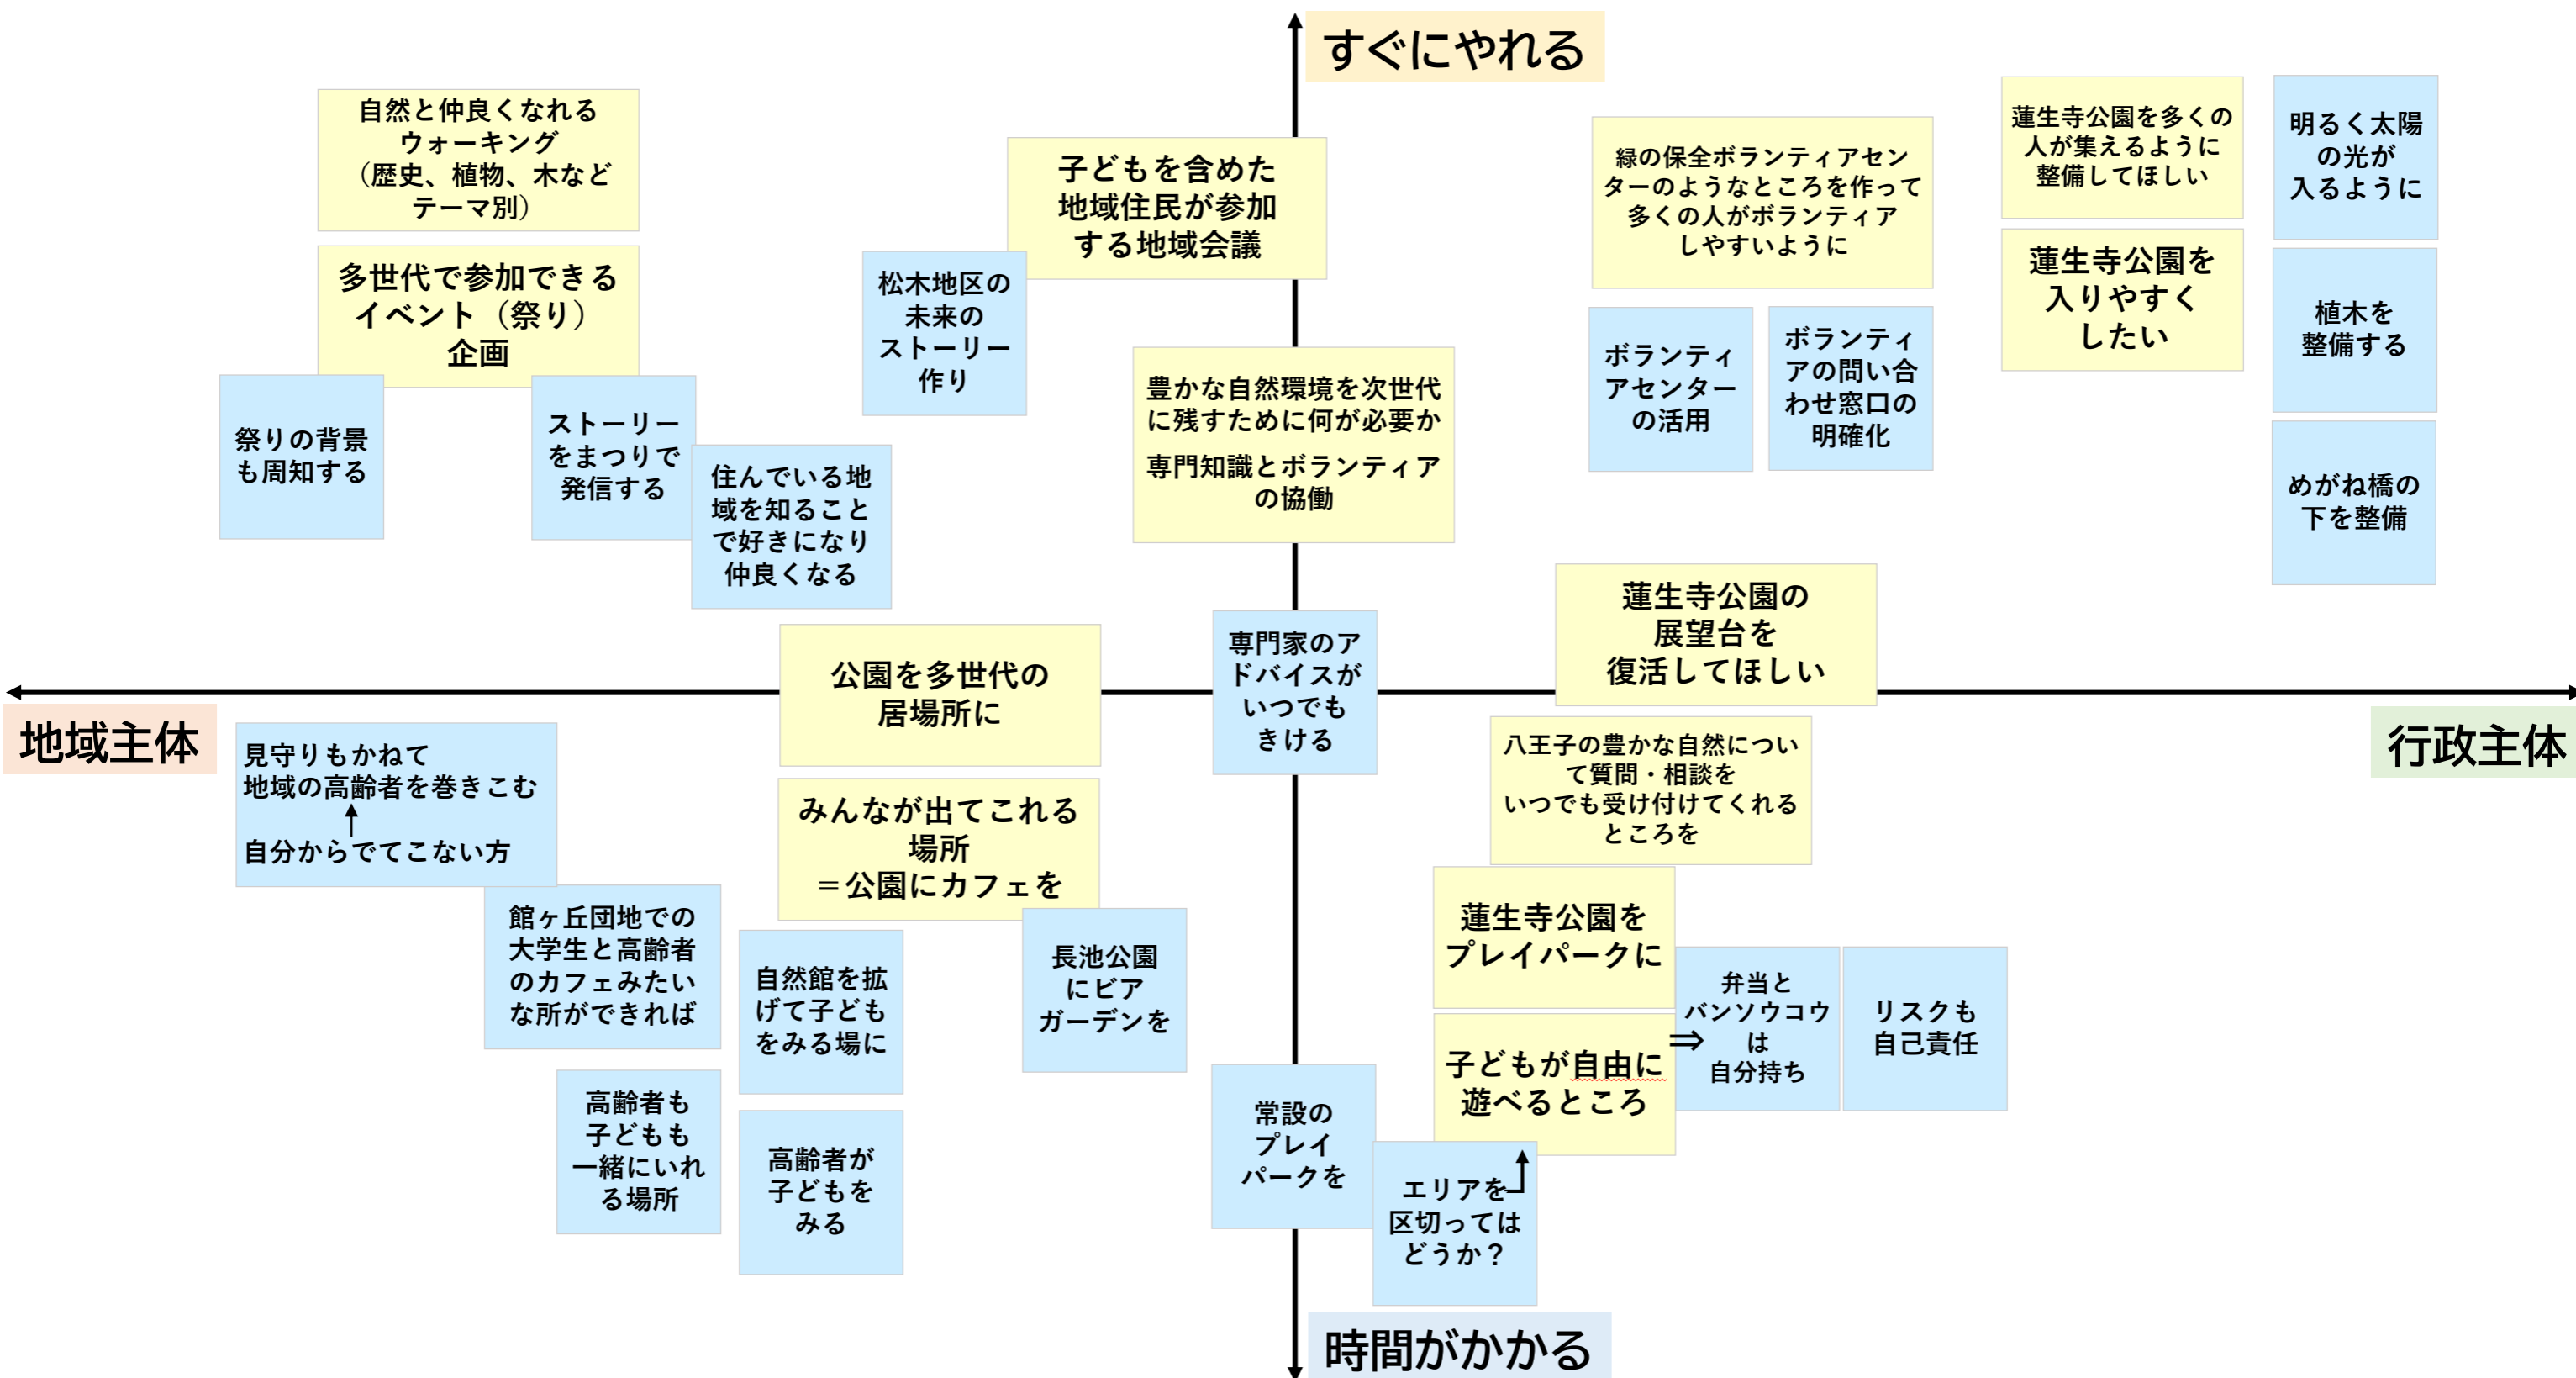 すぐにやれる
自然と仲良くなれる
ウォーキング
（歴史、植物、木など
テーマ別）
多世代で参加できる
イベント（祭り）
企画
祭りの背景
も周知する
ストーリー
をまつりで
発信する
住んでいる地
域を知ること
で好きになり
仲良くなる
子どもを含めた
地域住民が参加
する地域会議
松木地区の
未来の
ストーリー
作り
豊かな自然環境を次世代
に残すために何が必要か
専門知識とボランティア
の協働
緑の保全ボランティアセン
ターのようなところを作って
多くの人がボランティア
しやすいように
ボランティ
アセンター
の活用
ボランティ
アの問い合
わせ窓口の
明確化
蓮生寺公園を多くの
人が集えるように
整備してほしい
蓮生寺公園を
入りやすく
したい
明るく太陽
の光が
入るように
植木を
整備する
めがね橋の
下を整備
蓮生寺公園の
展望台を
復活してほしい
専門家のア
ドバイスが
いつでも
きける
公園を多世代の
居場所に
地域主体
行政主体
見守りもかねて
地域の高齢者を巻きこむ
↑
自分からでてこない方
みんなが出てこれる
場所
＝公園にカフェを
館ヶ丘団地での
大学生と高齢者
のカフェみたい
な所ができれば
自然館を拡
げて子ども
をみる場に
長池公園
にビア
ガーデンを
高齢者も
子どもも
一緒にいれ
る場所
高齢者が
子どもを
みる
八王子の豊かな自然につい
て質問・相談を
いつでも受け付けてくれる
ところを
蓮生寺公園を
プレイパークに
子どもが自由に
遊べるところ
⇒
弁当と
バンソウコウ
は
自分持ち
リスクも
自己責任
常設の
プレイ
パークを
エリアを
区切っては
どうか？
時間がかかる